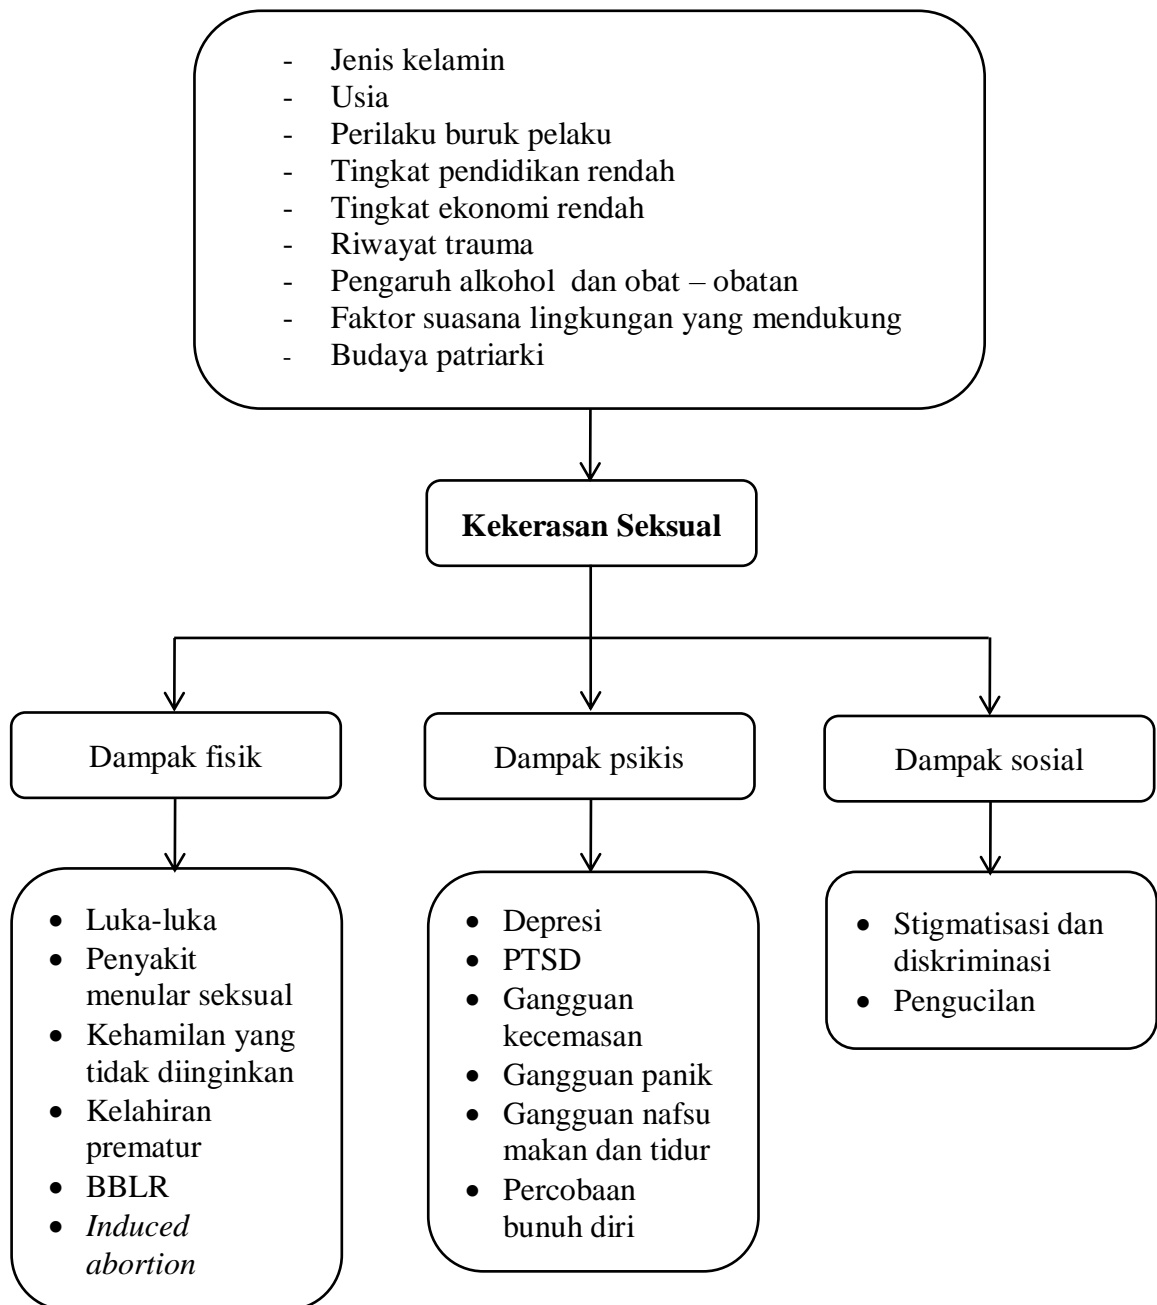 - Jenis kelamin
- Usia
- Perilaku buruk pelaku
- Tingkat pendidikan rendah
- Tingkat ekonomi rendah
- Riwayat trauma
- Pengaruh alkohol dan obat – obatan
- Faktor suasana lingkungan yang mendukung
- Budaya patriarki
Kekerasan Seksual
Dampak fisik
Dampak psikis
Dampak sosial
• Luka-luka
• Penyakit
menular seksual
• Kehamilan yang
tidak diinginkan
• Kelahiran
prematur
• BBLR
• Induced
abortion
• Depresi
• PTSD
• Gangguan
kecemasan
• Gangguan panik
• Gangguan nafsu
makan dan tidur
• Percobaan
bunuh diri
• Stigmatisasi dan
diskriminasi
• Pengucilan